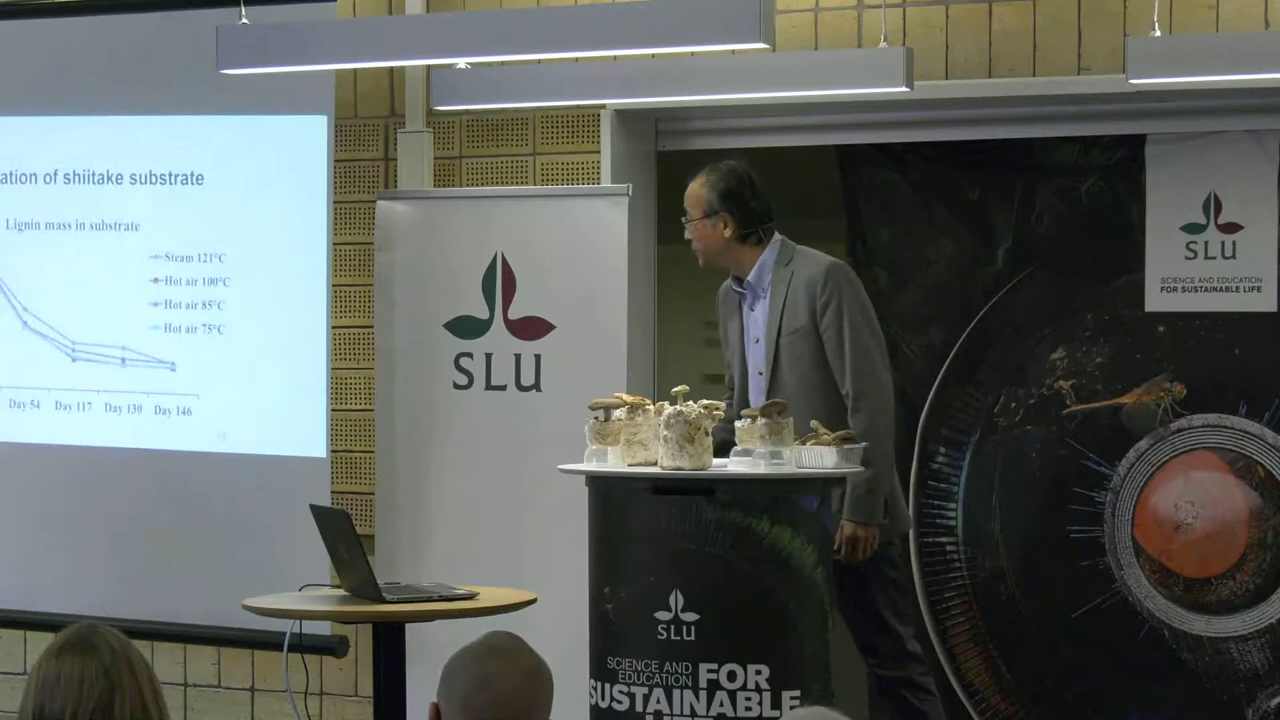 ation of shiitake substrate
Lignin mass in substrate
Steam 121°C
Hot air 100°C
Hot air 85°C
Hot air 75°C
Day 54 Day 117 Day 130 Day 146
SLU
SLU
SCIENCE AND EDUCATION
FOR SUSTAINABLE LIFE
SLU
SCIENCE AND
EDUCATION FOR
SUSTAINABLE
LIFE